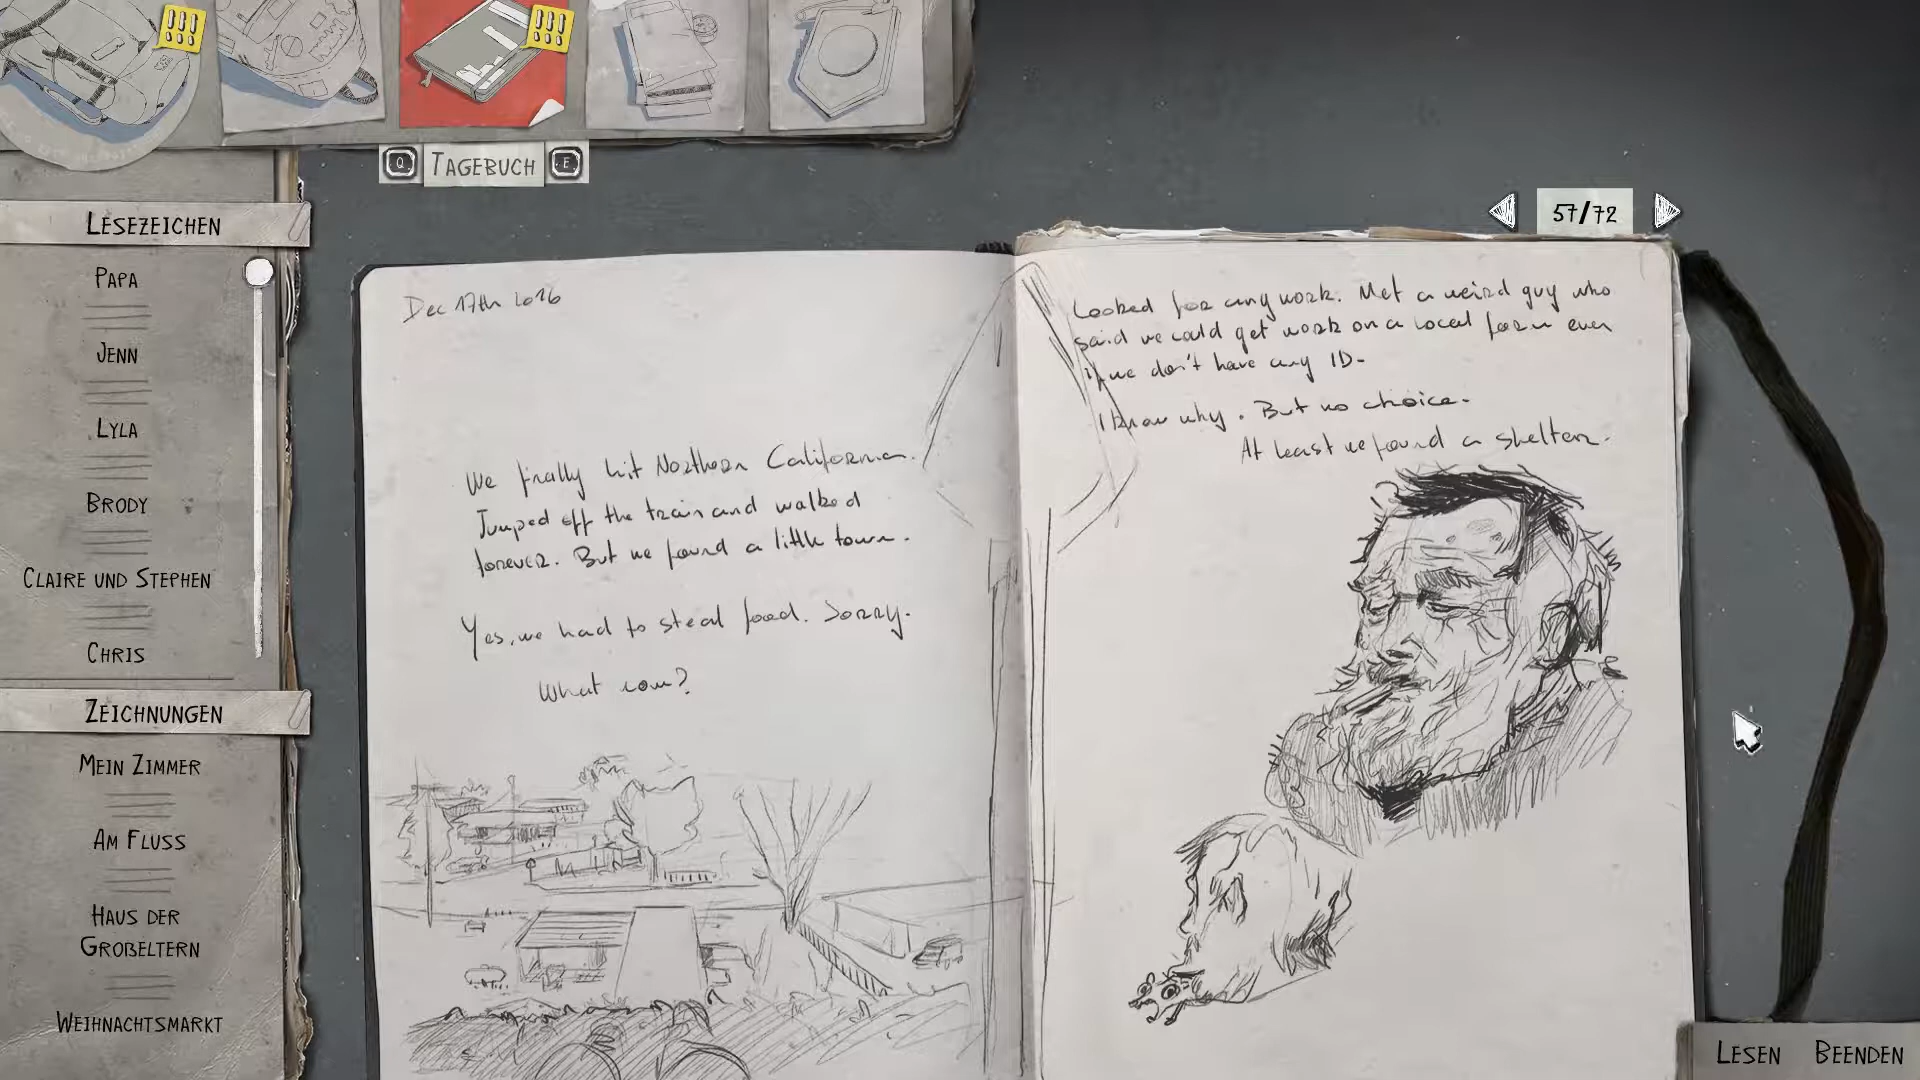 Q TAGEBUCH E
LESEZEICHEN
PAPA
JENN
LYLA
BRODY
CLAIRE UND STEPHEN
CHRIS
ZEICHNUNGEN
MEIN ZIMMER
AM FLUSS
HAUS DER
GROßELTERN
WEIHNACHTSMARKT
57/72
Dec 17th 2016
We finally hit Northern California.
Jumped off the train and walked
forever. But we found a little town.
Yes, we had to steal food. Sorry.
What now?
Looked for any work. Met a weird guy who
said we could get work on a local farm even
if we don't have any ID.
I know why. But no choice.
At least we found a shelter.
LESEN BEENDEN